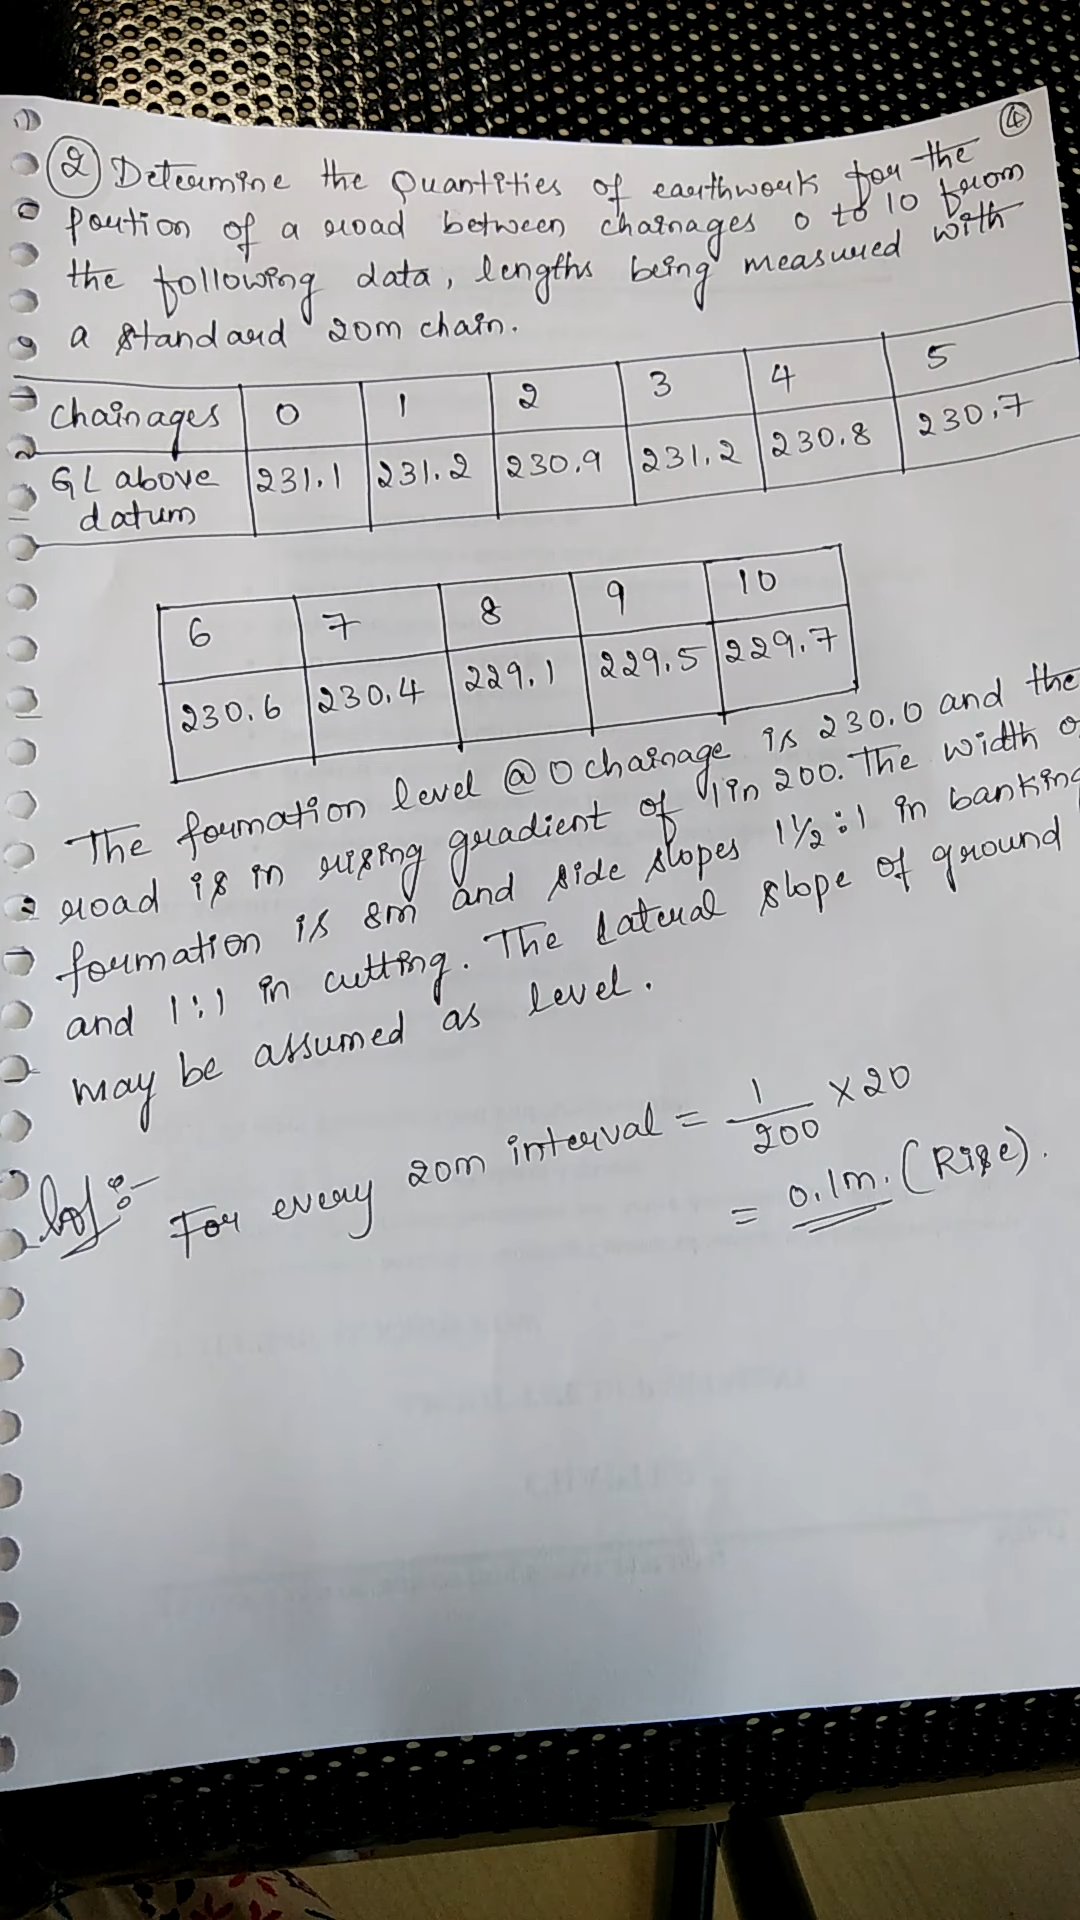 ④
② Determine the Quantities of earthwork for the
portion of a road between chainages 0 to 10 from
the following data, lengths being measured with
a standard 20m chain.
Chainages 0 1 2 3 4 5
GL above datum 231.1 231.2 230.9 231.2 230.8 230.7
6 7 8 9 10
230.6 230.4 229.1 229.5 229.7
The formation level @ 0 chainage is 230.0 and the
road is in rising gradient of 1 in 200. The width o
formation is 8m and side slopes 1½:1 in banking
and 1:1 in cutting. The lateral slope of ground
may be assumed as level.
Sol:- For every 20m interval = 1/200 × 20
= 0.1m. (Rise).